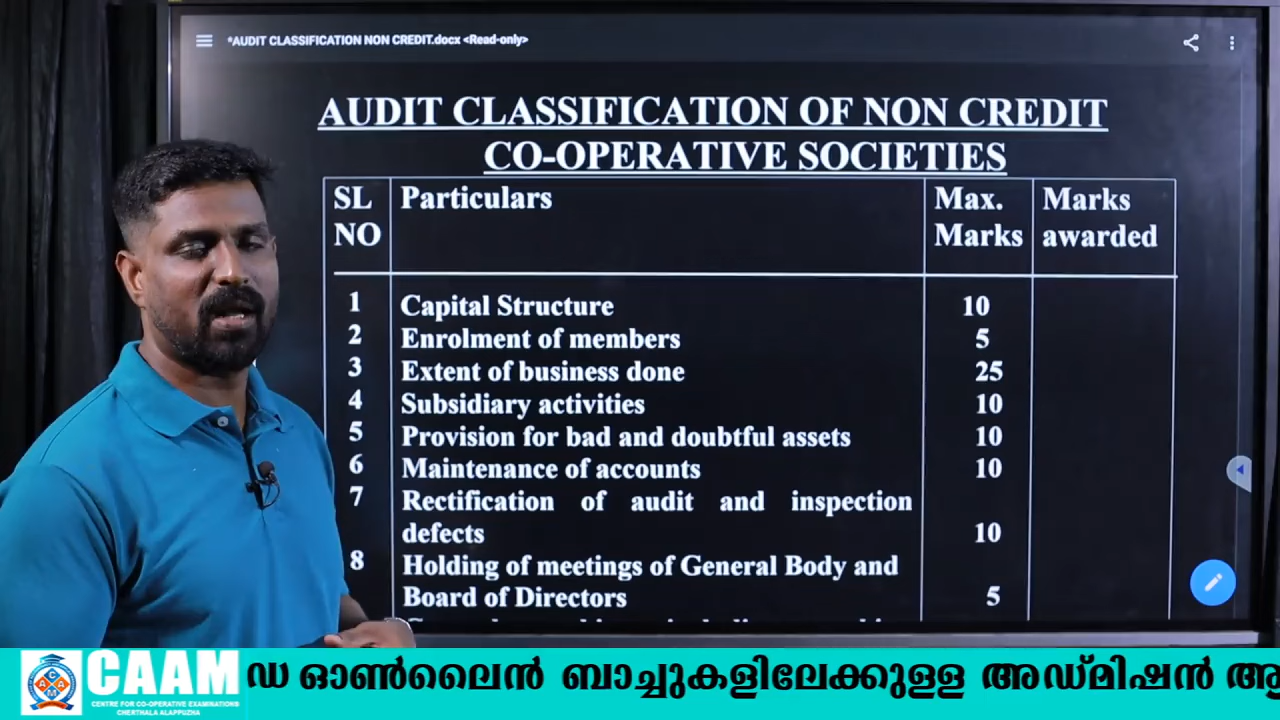 *AUDIT CLASSIFICATION NON CREDIT.docx <Read-only>
AUDIT CLASSIFICATION OF NON CREDIT
CO-OPERATIVE SOCIETIES
SL NO Particulars Max. Marks Marks awarded
1 Capital Structure 10
2 Enrolment of members 5
3 Extent of business done 25
4 Subsidiary activities 10
5 Provision for bad and doubtful assets 10
6 Maintenance of accounts 10
7 Rectification of audit and inspection
defects 10
8 Holding of meetings of General Body and
Board of Directors 5
CAAM
CENTRE FOR CO-OPERATIVE EXAMINATIONS
CHERTHALA ALAPPUZHA
ഡ ഓൺലൈൻ ബാച്ചുകളിലേക്കുളള അഡ്മിഷൻ ആ